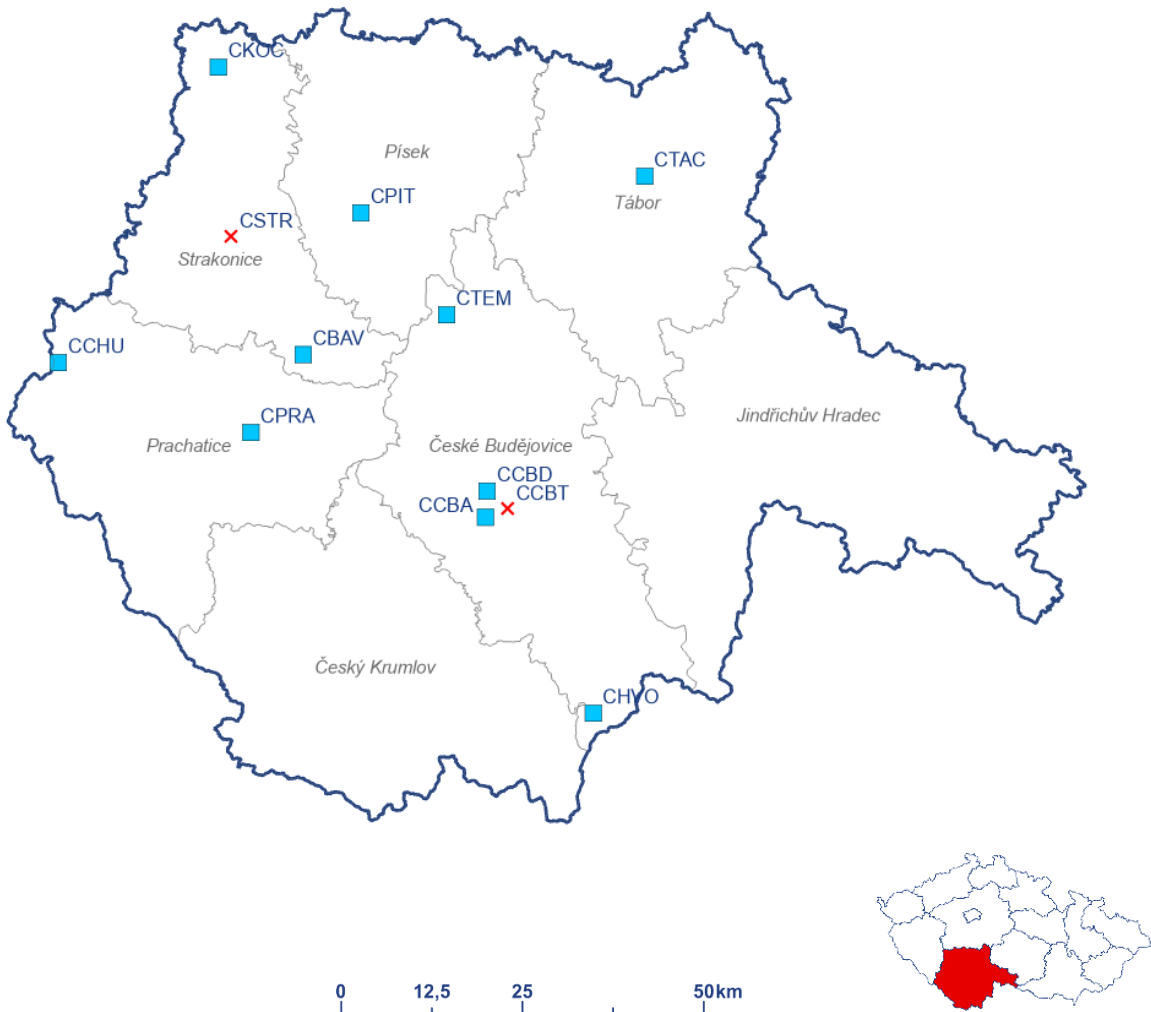 CKOC
Písek
CTAC
CPIT
Tábor
CSTR
Strakonice
CTEM
CBAV
CCHU
CPRA
Jindřichův Hradec
Prachatice
České Budějovice
CCBD
CCBT
CCBA
Český Krumlov
CHVO
0 12,5 25 50km